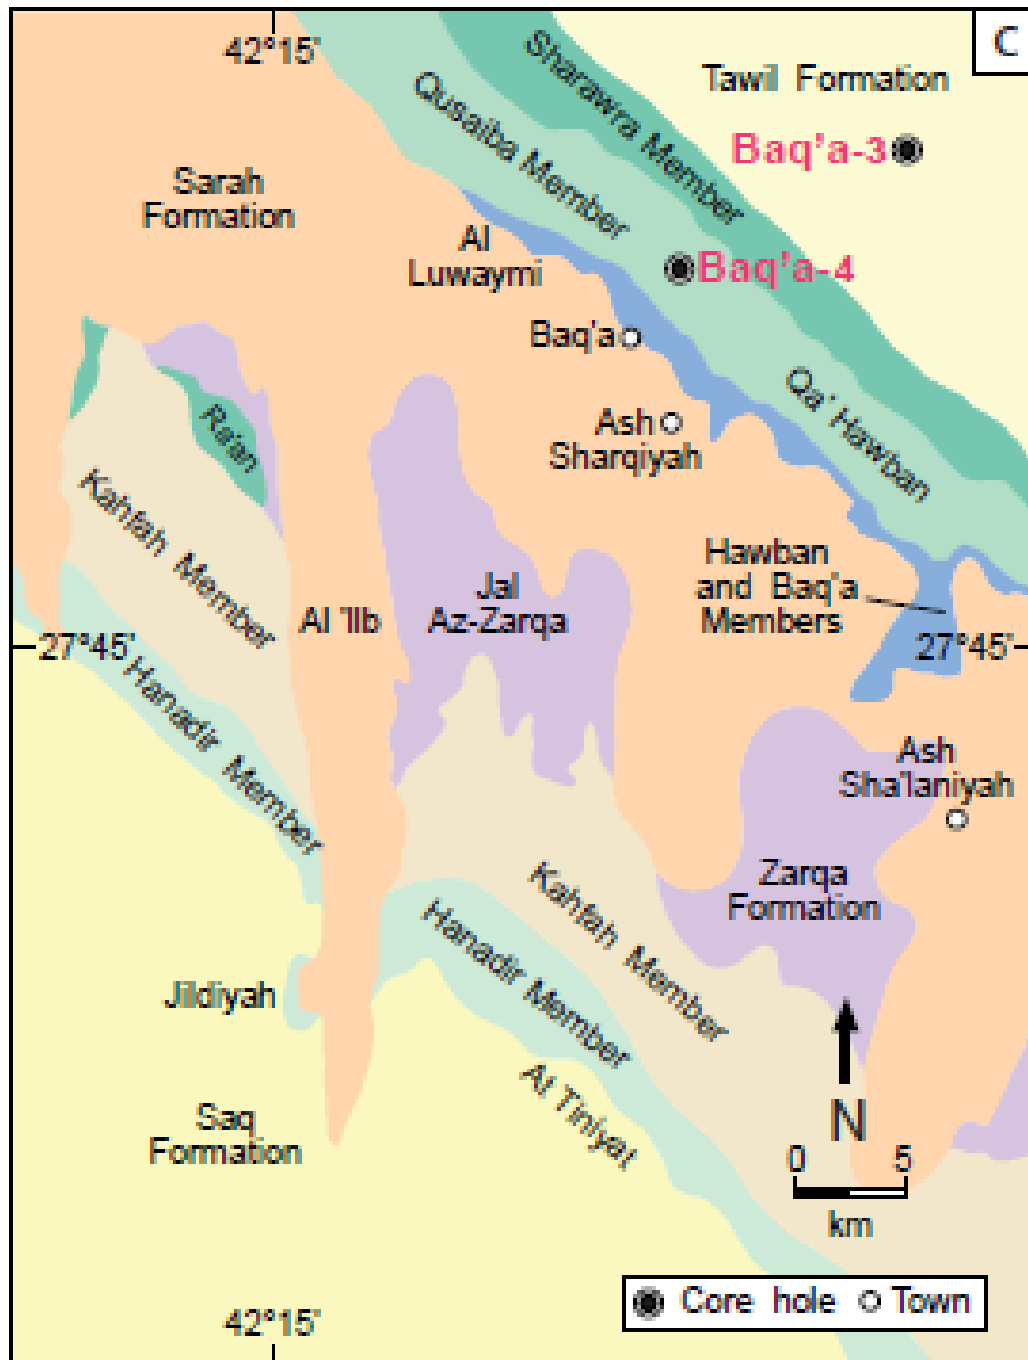 C
42°15'
Sharawra Member
Tawil Formation
Qusaiba Member
Baq'a-3
Sarah
Formation
Al
Luwaymi
Baq'a-4
Baq'a
Qa' Hawban
Ra'an
Ash
Sharqiyah
Kahfah Member
Hawban
and Baq'a
Members
Jal
Az-Zarqa
Al 'Ilb
27°45'
27°45'
Hanadir Member
Ash
Sha'laniyah
Zarqa
Formation
Kahfah Member
Hanadir Member
Jildiyah
Al Tiniyat
Saq
Formation
N
0 5
km
Core hole Town
42°15'